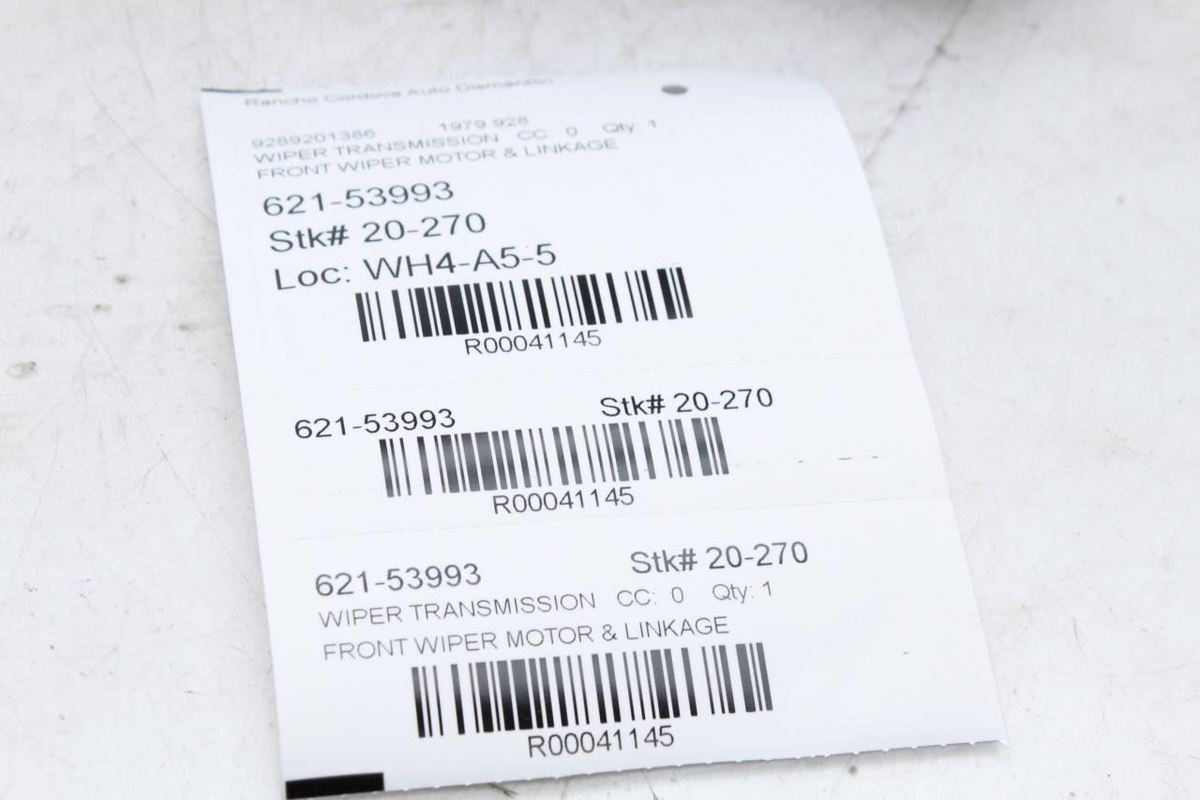 Rancho Cordova Auto Dismantlin
9289201386 1979 928
WIPER TRANSMISSION CC: 0 Qty: 1
FRONT WIPER MOTOR & LINKAGE
621-53993
Stk# 20-270
Loc: WH4-A5-5
R00041145
621-53993 Stk# 20-270
R00041145
621-53993 Stk# 20-270
WIPER TRANSMISSION CC: 0 Qty: 1
FRONT WIPER MOTOR & LINKAGE
R00041145